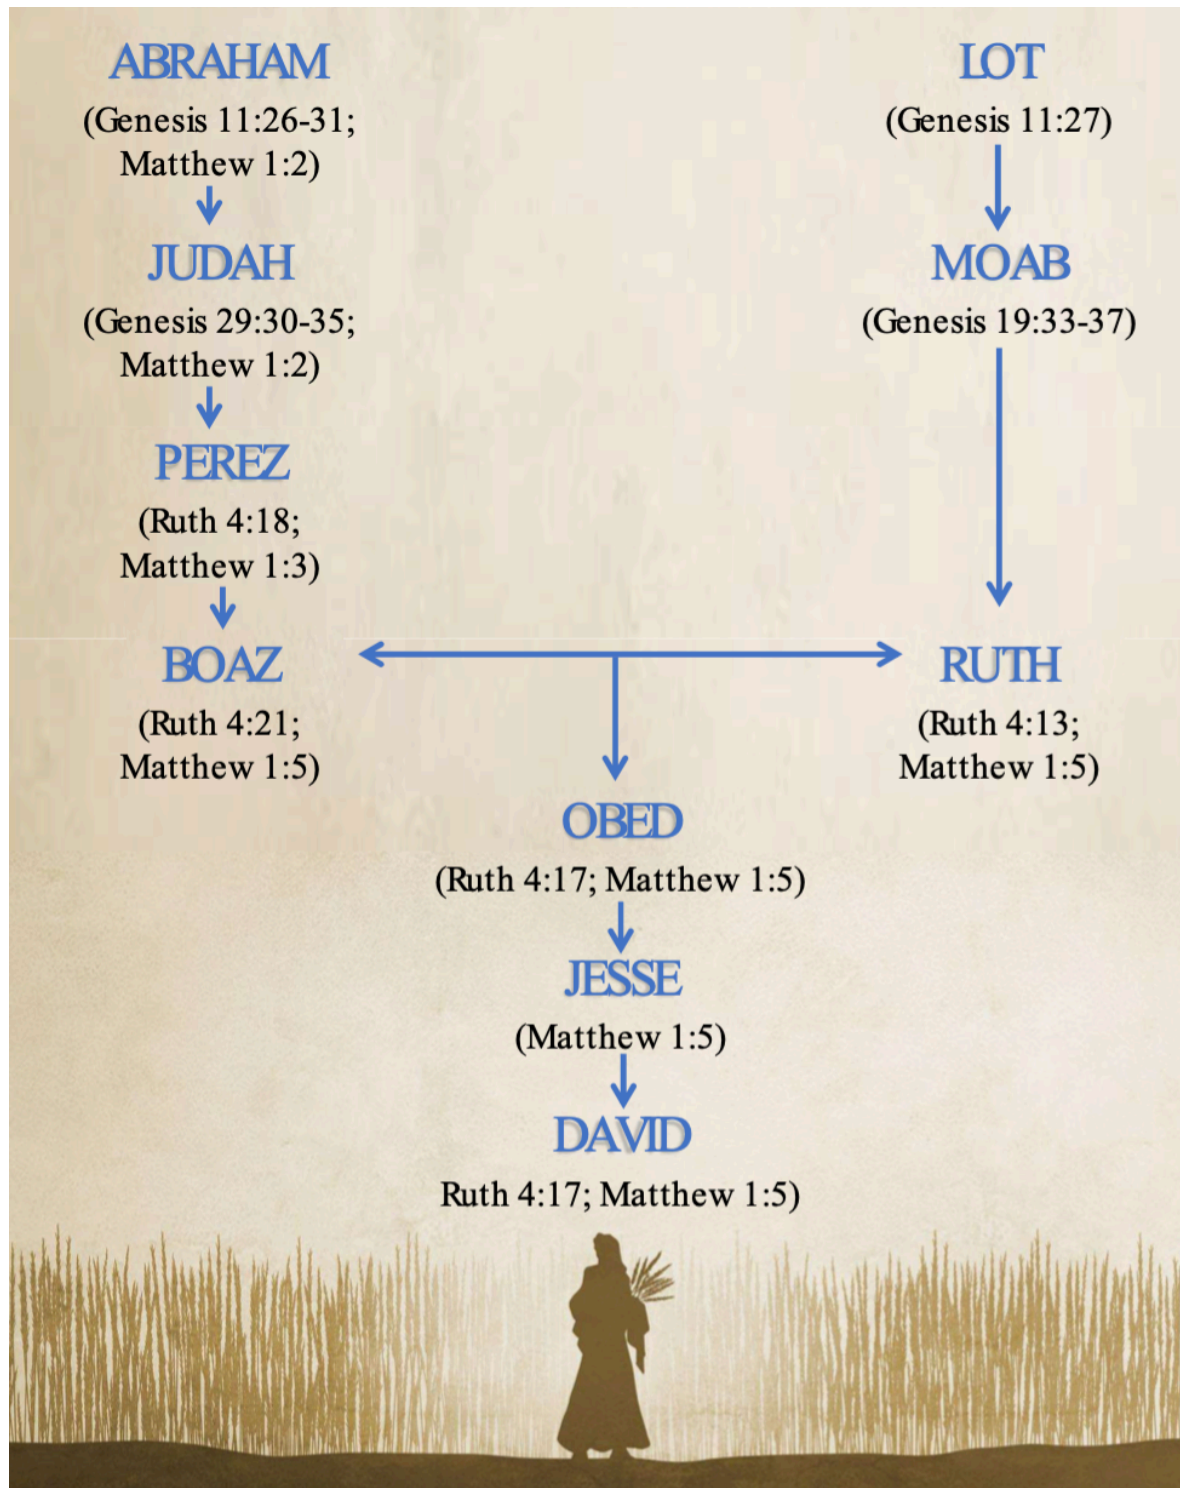 ABRAHAM
(Genesis 11:26-31;
Matthew 1:2)
JUDAH
(Genesis 29:30-35;
Matthew 1:2)
PEREZ
(Ruth 4:18;
Matthew 1:3)
BOAZ
(Ruth 4:21;
Matthew 1:5)
LOT
(Genesis 11:27)
MOAB
(Genesis 19:33-37)
RUTH
(Ruth 4:13;
Matthew 1:5)
OBED
(Ruth 4:17; Matthew 1:5)
JESSE
(Matthew 1:5)
DAVID
Ruth 4:17; Matthew 1:5)